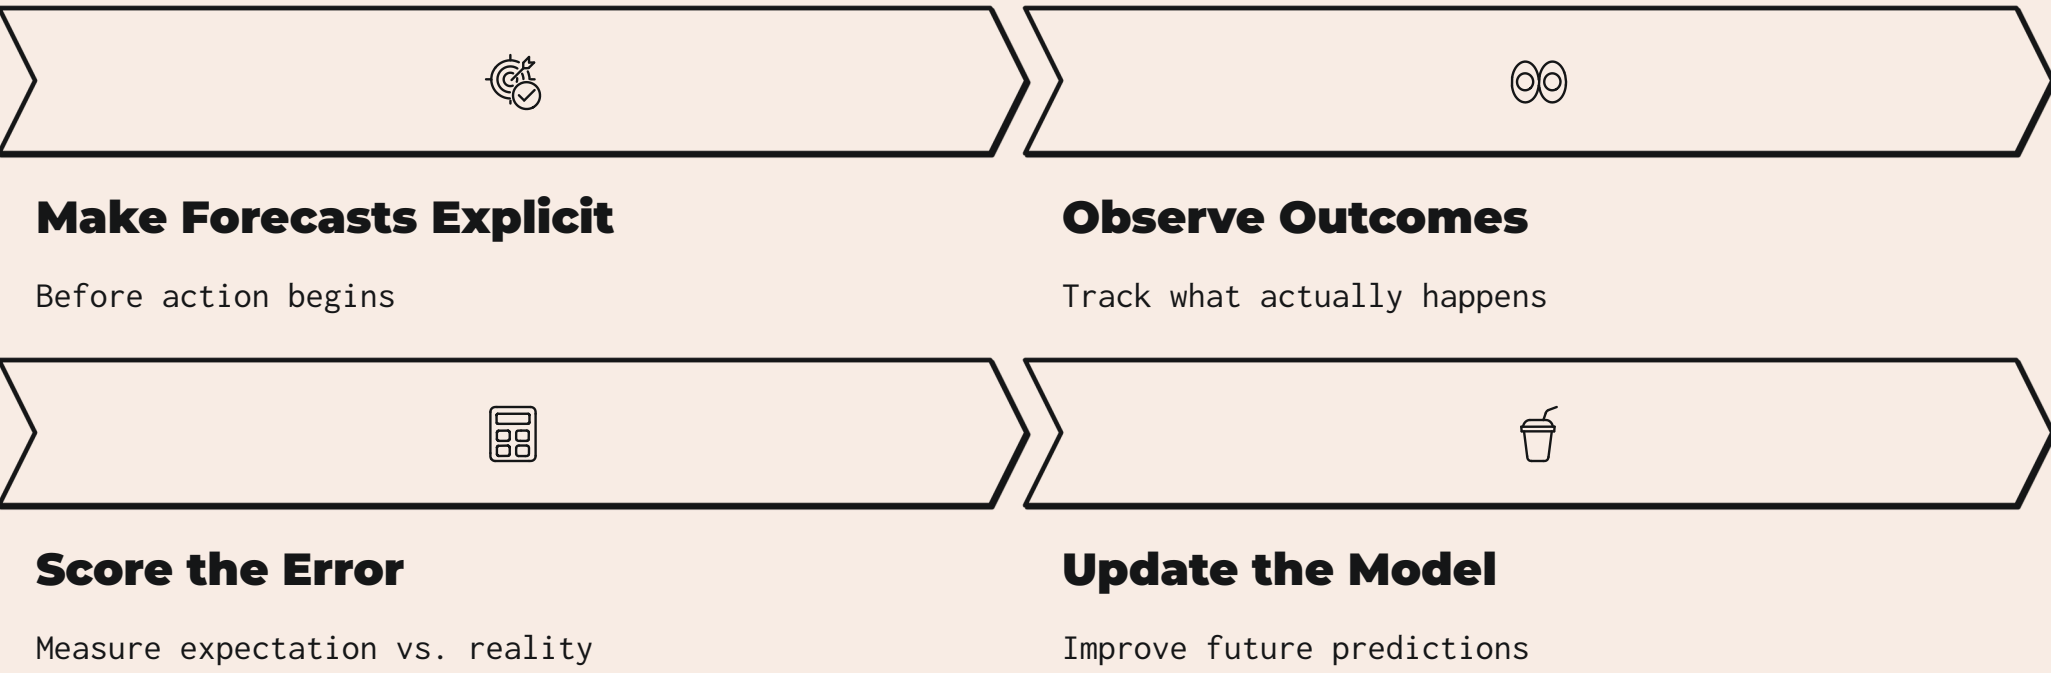 Make Forecasts Explicit
Before action begins
Observe Outcomes
Track what actually happens
Score the Error
Measure expectation vs. reality
Update the Model
Improve future predictions